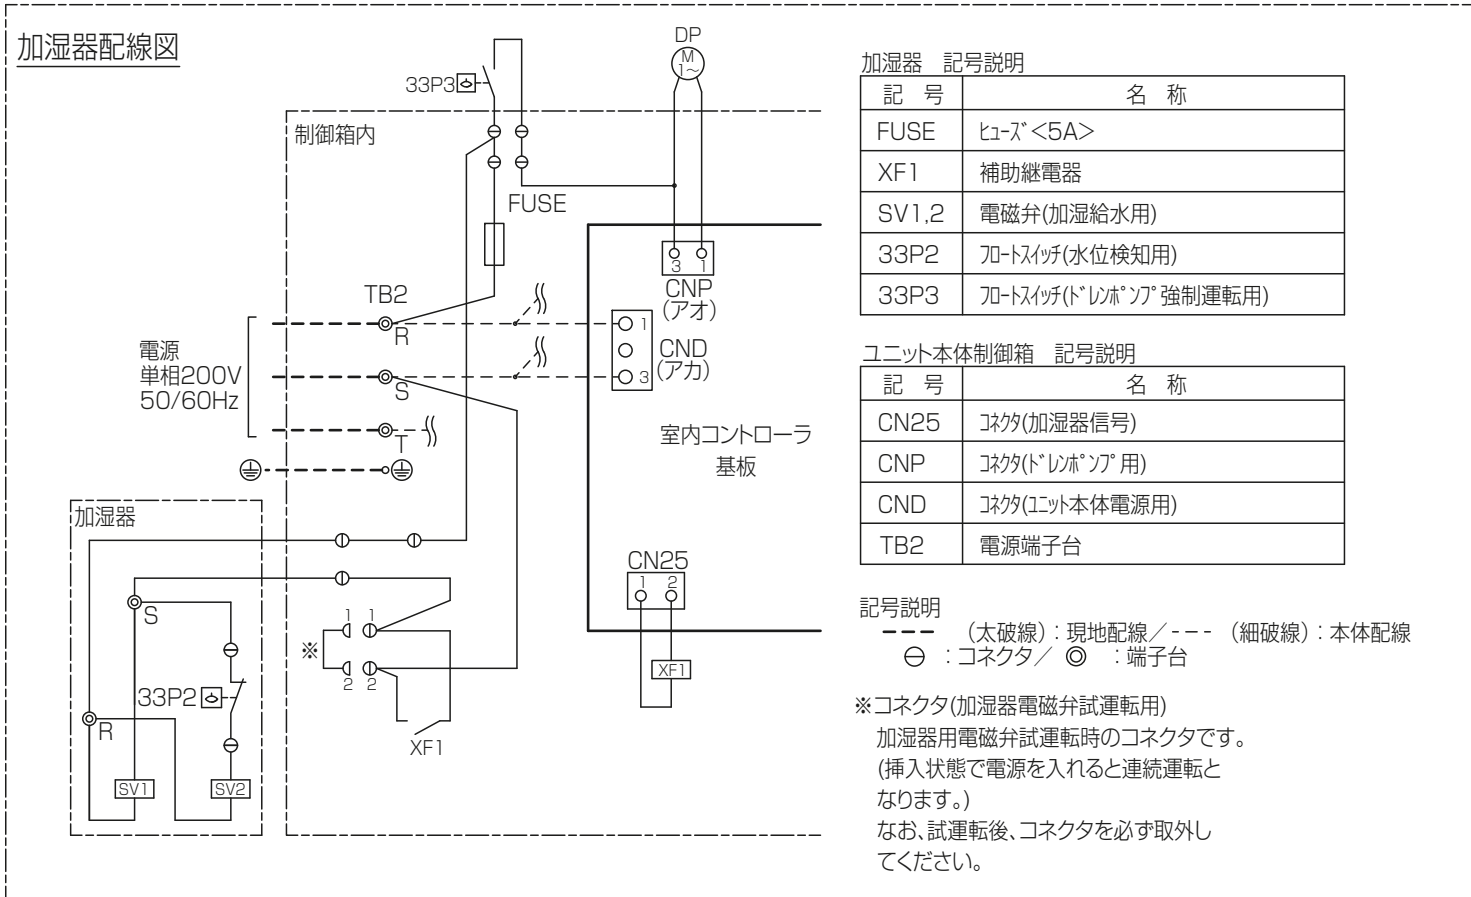 加湿器配線図
DP
M
1～
33P3
制御箱内
FUSE
TB2
R
S
T
電源
単相200V
50/60Hz
3 1
CNP
(アオ)
1
CND
(アカ)
3
室内コントローラ
基板
CN25
1 2
XF1
加湿器
S
33P2
R
SV1
SV2
※
1 1
2 2
XF1
加湿器 記号説明
記 号 名 称
FUSE ヒューズ<5A>
XF1 補助継電器
SV1,2 電磁弁(加湿給水用)
33P2 フロートスイッチ(水位検知用)
33P3 フロートスイッチ(ドレンポンプ強制運転用)
ユニット本体制御箱 記号説明
記 号 名 称
CN25 コネクタ(加湿器信号)
CNP コネクタ(ドレンポンプ用)
CND コネクタ(ユニット本体電源用)
TB2 電源端子台
記号説明
(太破線)：現地配線／--- (細破線)：本体配線
：コネクタ／ ◎ ：端子台
※コネクタ(加湿器電磁弁試運転用)
加湿器用電磁弁試運転時のコネクタです。
(挿入状態で電源を入れると連続運転と
なります。)
なお、試運転後、コネクタを必ず取外し
てください。